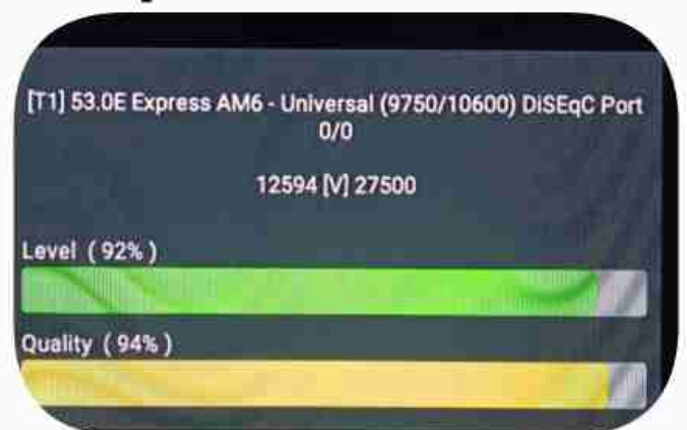 [T1] 53.0E Express AM6 - Universal (9750/10600) DiSEqC Port
0/0
12594 [V] 27500
Level ( 92% )
Quality ( 94% )